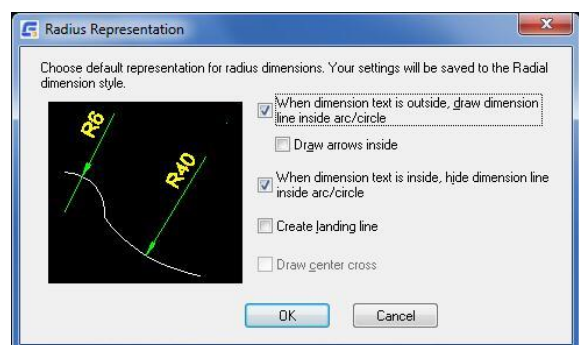 Radius Representation
Choose default representation for radius dimensions. Your settings will be saved to the Radial
dimension style.
R6
R40
When dimension text is outside, draw dimension
line inside arc/circle
Draw arrows inside
When dimension text is inside, hide dimension line
inside arc/circle
Create landing line
Draw center cross
OK
Cancel